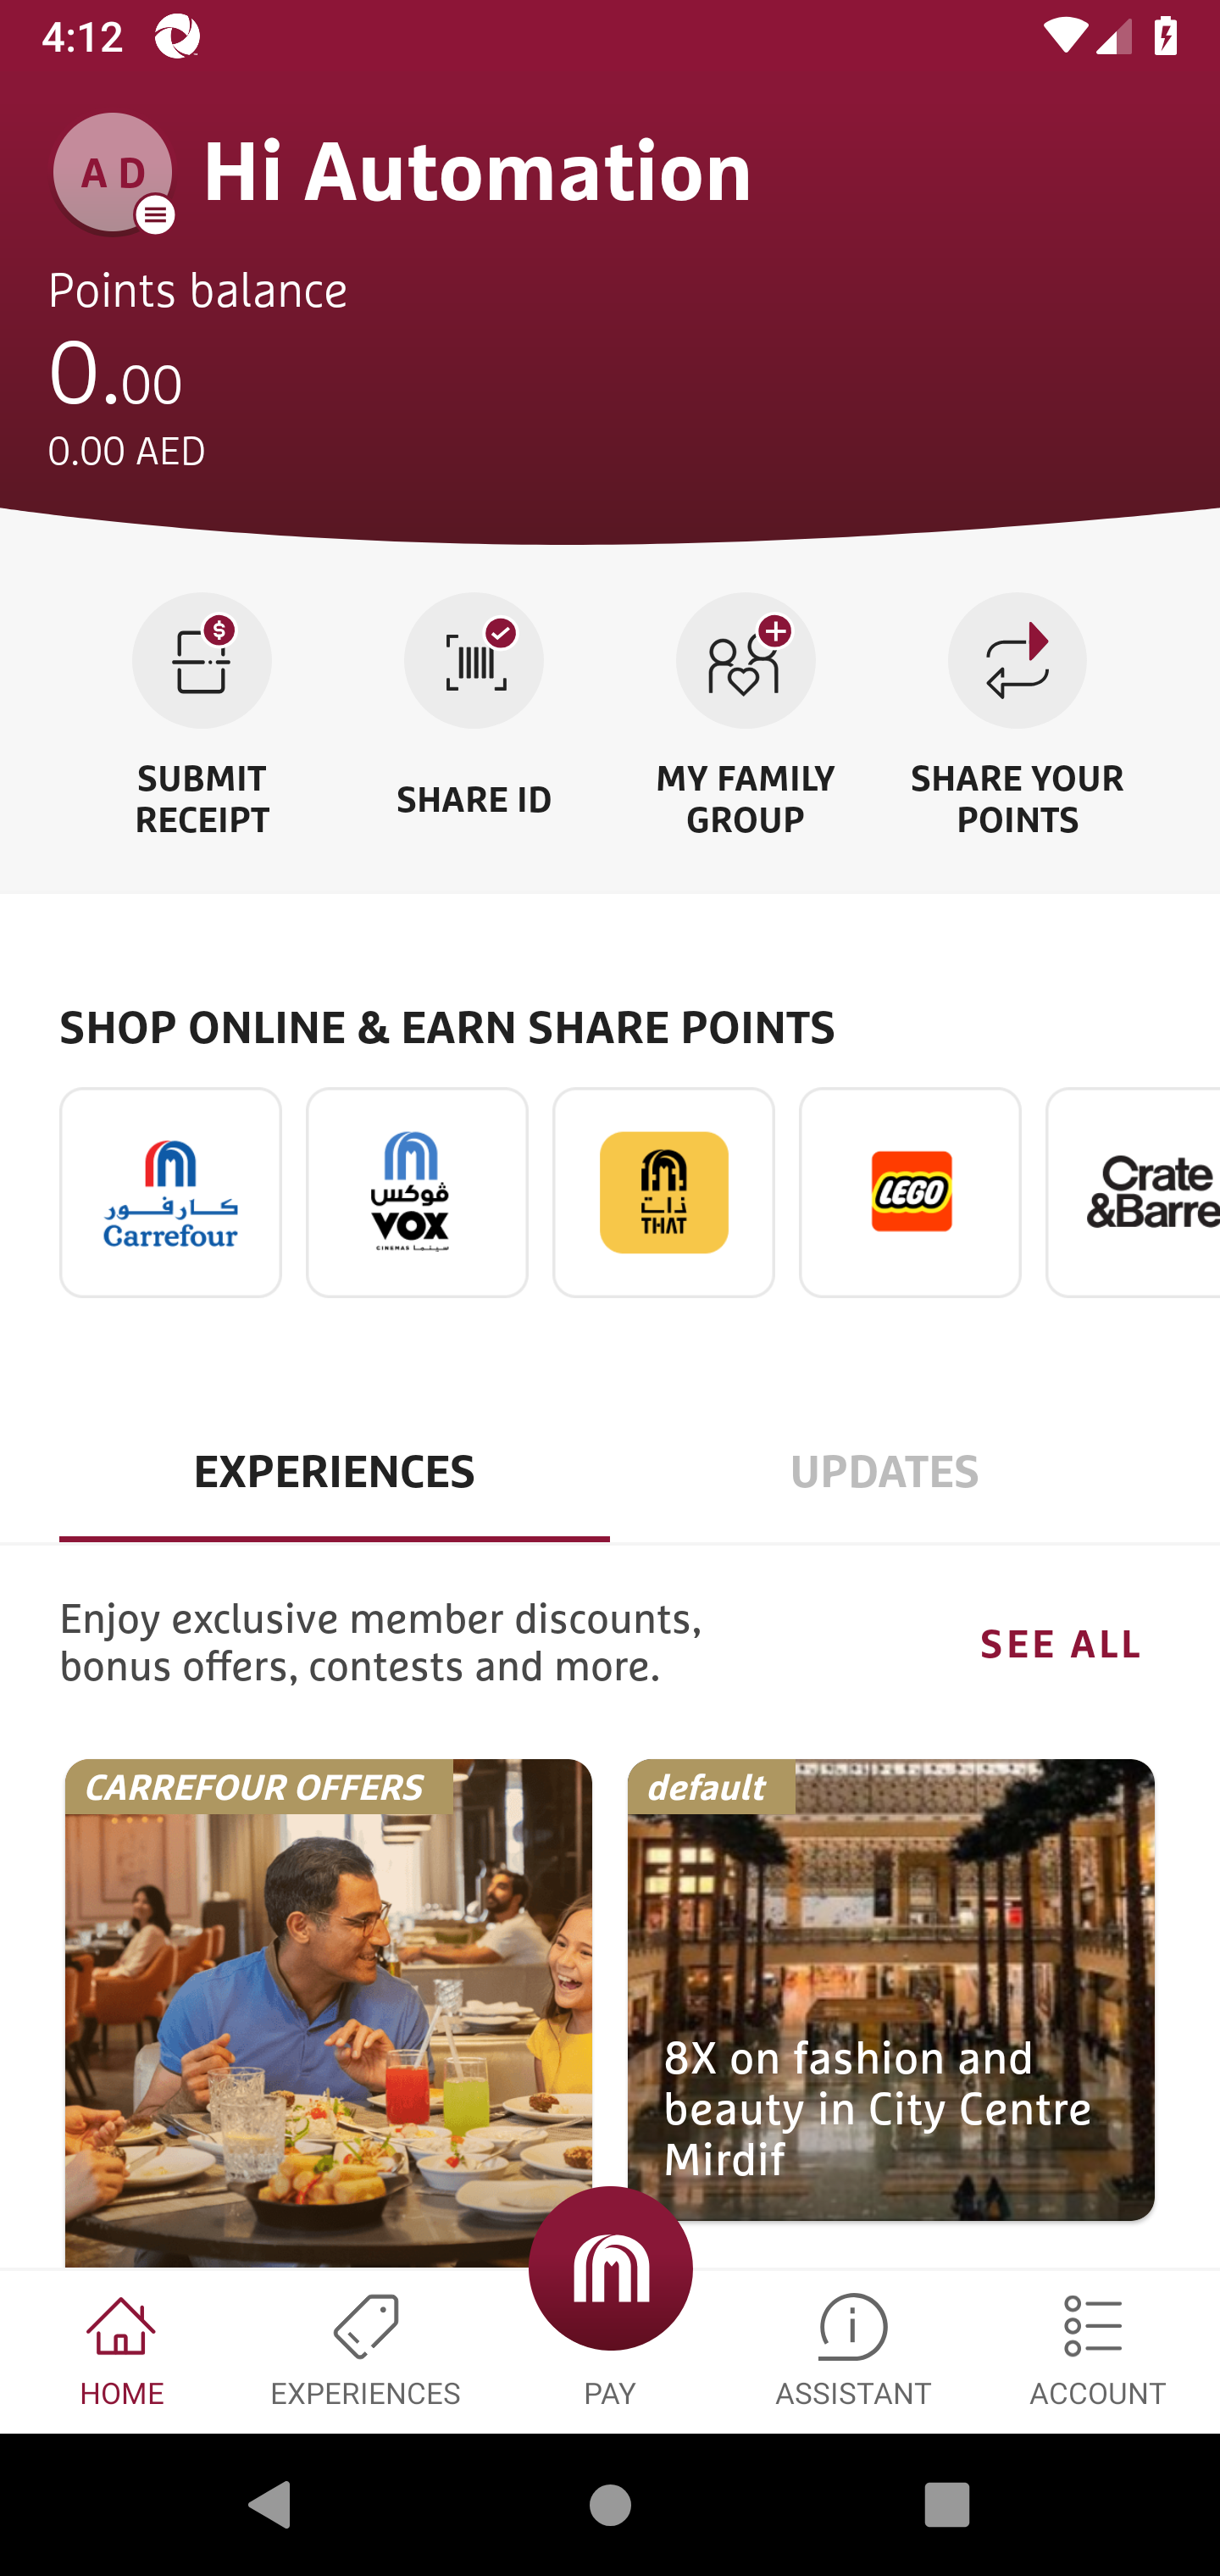 4:12
A D
Hi Automation
Points balance
0.00
0.00 AED
SUBMIT
RECEIPT
SHARE ID
MY FAMILY
GROUP
SHARE YOUR
POINTS
SHOP ONLINE & EARN SHARE POINTS
كارفور
Carrefour
ڤوكس
VOX
CINEMAS سينما
ذات
THAT
LEGO
Crate
&Barre
EXPERIENCES
UPDATES
Enjoy exclusive member discounts,
bonus offers, contests and more.
SEE ALL
CARREFOUR OFFERS
default
8X on fashion and
beauty in City Centre
Mirdif
HOME
EXPERIENCES
PAY
ASSISTANT
ACCOUNT